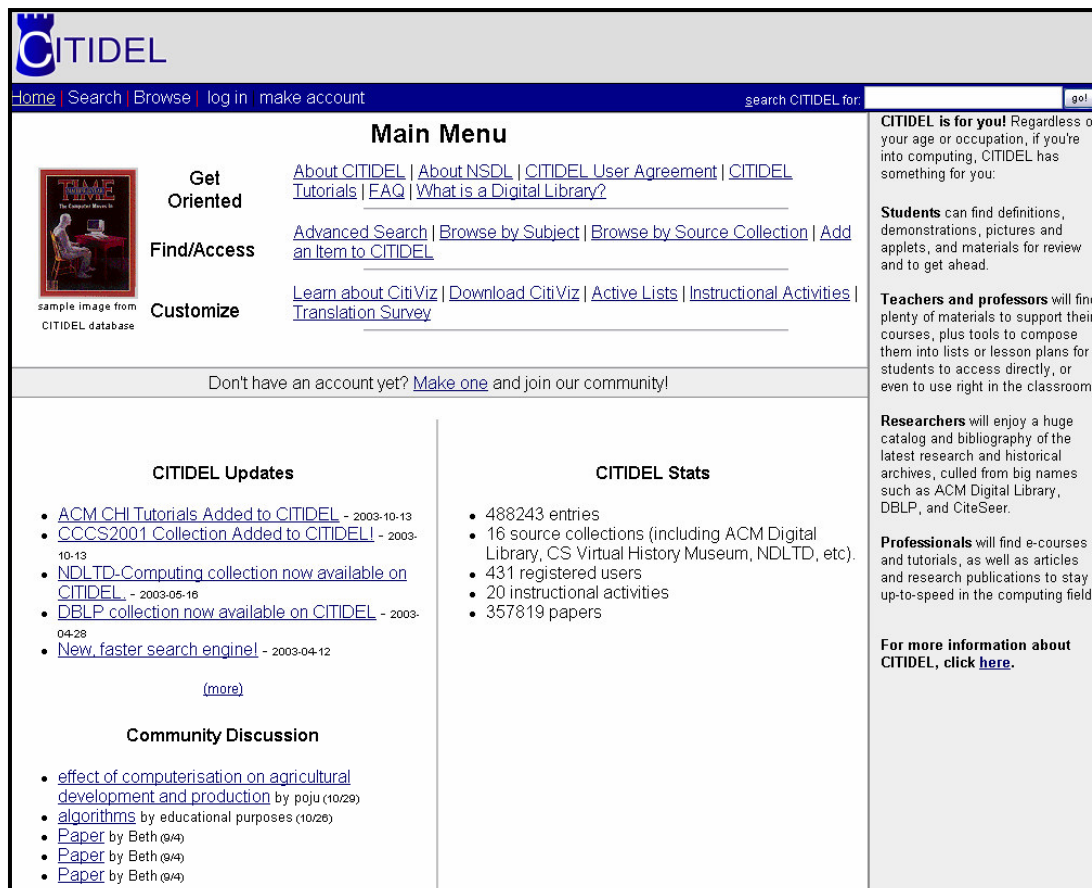 CITIDEL
Home | Search | Browse | log in make account
search CITIDEL for:
go!
Main Menu
TIME
The Computer Moves In
sample image from
CITIDEL database
Get
Oriented
About CITIDEL | About NSDL | CITIDEL User Agreement | CITIDEL
Tutorials | FAQ | What is a Digital Library?
Find/Access
Advanced Search | Browse by Subject | Browse by Source Collection | Add
an Item to CITIDEL
Customize
Learn about CitiViz | Download CitiViz | Active Lists | Instructional Activities |
Translation Survey
Don't have an account yet? Make one and join our community!
CITIDEL Updates
• ACM CHI Tutorials Added to CITIDEL - 2003-10-13
• CCCS2001 Collection Added to CITIDEL! - 2003-
10-13
• NDLTD-Computing collection now available on
CITIDEL. - 2003-05-16
• DBLP collection now available on CITIDEL - 2003-
04-28
• New, faster search engine! - 2003-04-12
(more)
Community Discussion
• effect of computerisation on agricultural
development and production by poju (10/29)
• algorithms by educational purposes (10/26)
• Paper by Beth (9/4)
• Paper by Beth (9/4)
• Paper by Beth (9/4)
CITIDEL Stats
• 488243 entries
• 16 source collections (including ACM Digital
Library, CS Virtual History Museum, NDLTD, etc).
• 431 registered users
• 20 instructional activities
• 357819 papers
CITIDEL is for you! Regardless o
your age or occupation, if you're
into computing, CITIDEL has
something for you:
Students can find definitions,
demonstrations, pictures and
applets, and materials for review
and to get ahead.
Teachers and professors will find
plenty of materials to support their
courses, plus tools to compose
them into lists or lesson plans for
students to access directly, or
even to use right in the classroom
Researchers will enjoy a huge
catalog and bibliography of the
latest research and historical
archives, culled from big names
such as ACM Digital Library,
DBLP, and CiteSeer.
Professionals will find e-courses
and tutorials, as well as articles
and research publications to stay
up-to-speed in the computing field
For more information about
CITIDEL, click here.